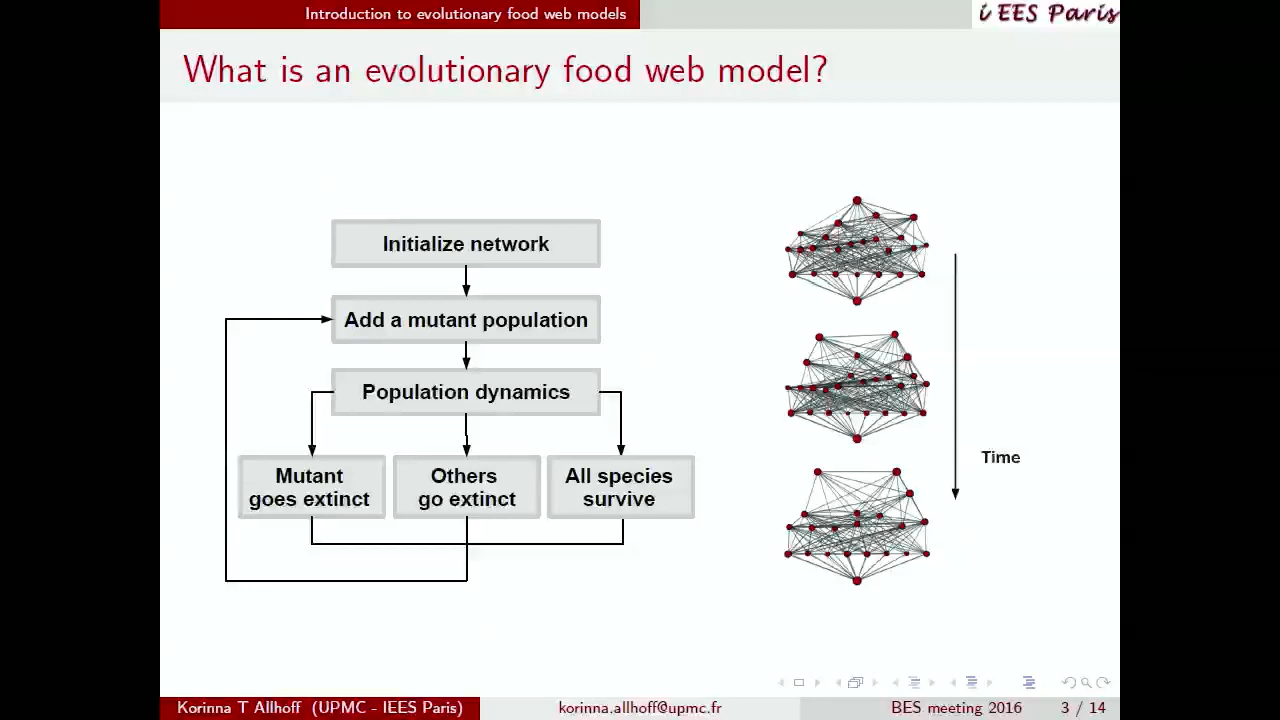 Introduction to evolutionary food web models
i EES Paris
What is an evolutionary food web model?
Initialize network
Add a mutant population
Population dynamics
Mutant
goes extinct
Others
go extinct
All species
survive
Time
Korinna T Allhoff (UPMC - IEES Paris)
korinna.allhoff@upmc.fr
BES meeting 2016
3 / 14